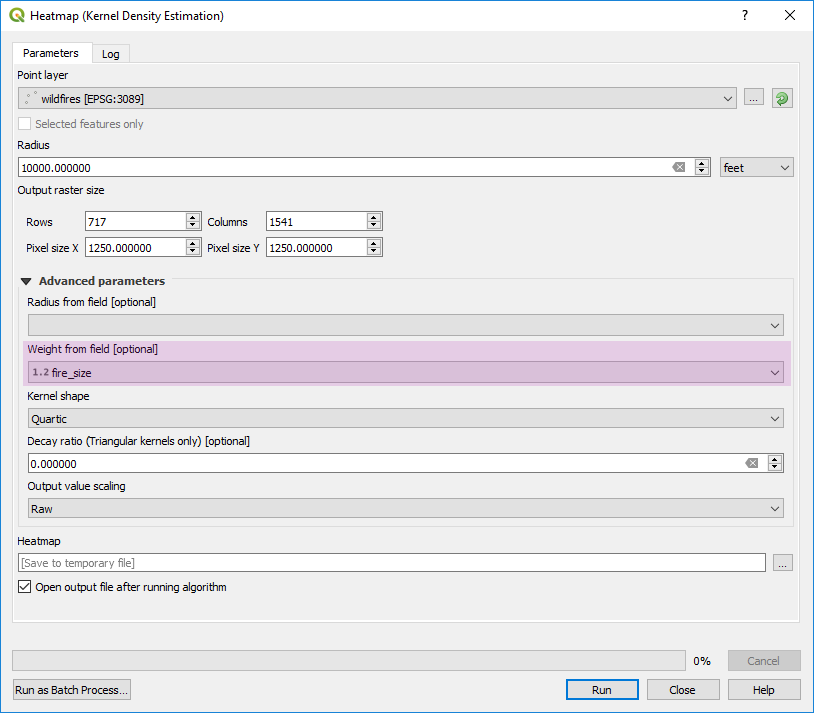 Heatmap (Kernel Density Estimation)
?
Parameters Log
Point layer
wildfires [EPSG:3089]
...
Selected features only
Radius
10000.000000
feet
Output raster size
Rows 717 Columns 1541
Pixel size X 1250.000000 Pixel size Y 1250.000000
Advanced parameters
Radius from field [optional]
Weight from field [optional]
1.2 fire_size
Kernel shape
Quartic
Decay ratio (Triangular kernels only) [optional]
0.000000
Output value scaling
Raw
Heatmap
[Save to temporary file]
...
Open output file after running algorithm
0% Cancel
Run as Batch Process... Run Close Help